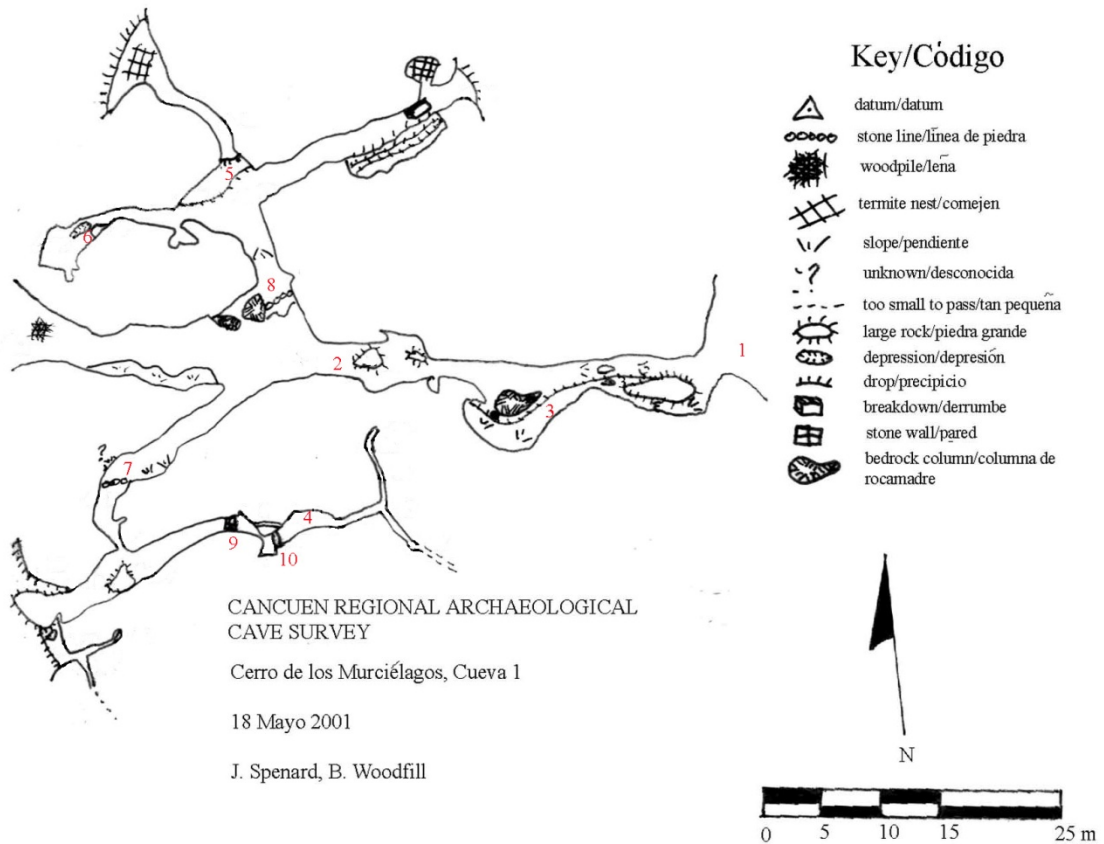 Key/Código
datum/datum
stone line/línea de piedra
woodpile/leña
termite nest/comejen
slope/pendiente
unknown/desconocida
too small to pass/tan pequeña
large rock/piedra grande
depression/depresión
drop/precipicio
breakdown/derrumbe
stone wall/pared
bedrock column/columna de
rocamadre
?
5
6
8
2
1
3
?
7
4
9
10
CANCUEN REGIONAL ARCHAEOLOGICAL
CAVE SURVEY
Cerro de los Murciélagos, Cueva 1
18 Mayo 2001
J. Spenard, B. Woodfill
N
0 5 10 15 25 m